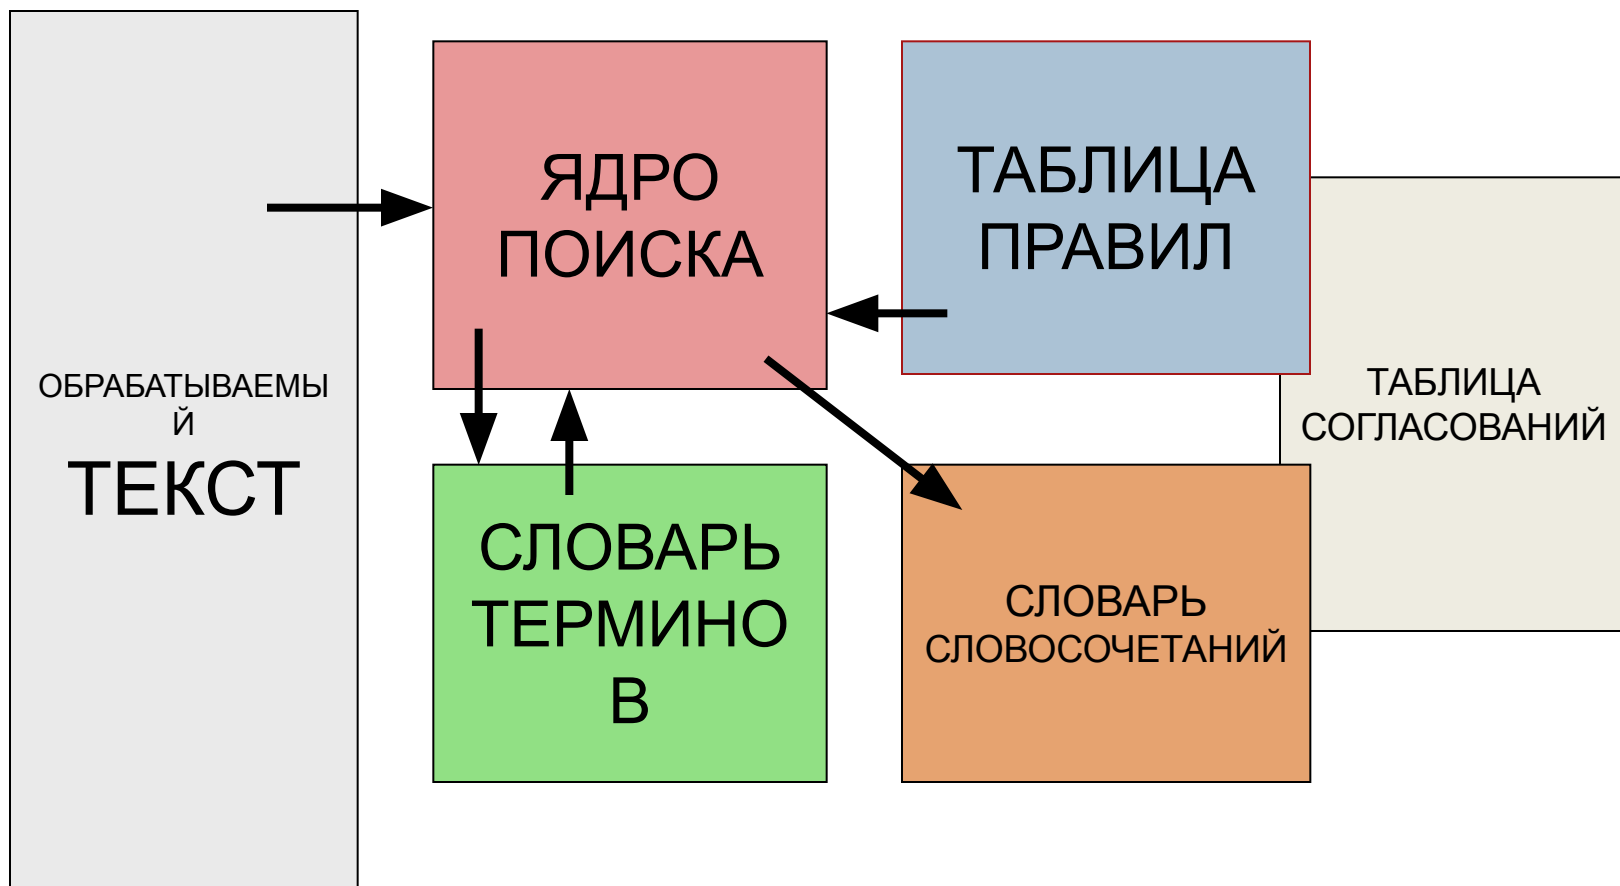 ОБРАБАТЫВАЕМЫ
Й
ТЕКСТ
ЯДРО
ПОИСКА
ТАБЛИЦА
ПРАВИЛ
ТАБЛИЦА
СОГЛАСОВАНИЙ
СЛОВАРЬ
ТЕРМИНО
В
СЛОВАРЬ
СЛОВОСОЧЕТАНИЙ